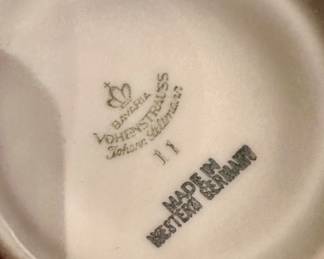 BAVARIA
VOHENSTRAUSS
Johann Seltmann
11
MADE IN
WESTERN GERMANY